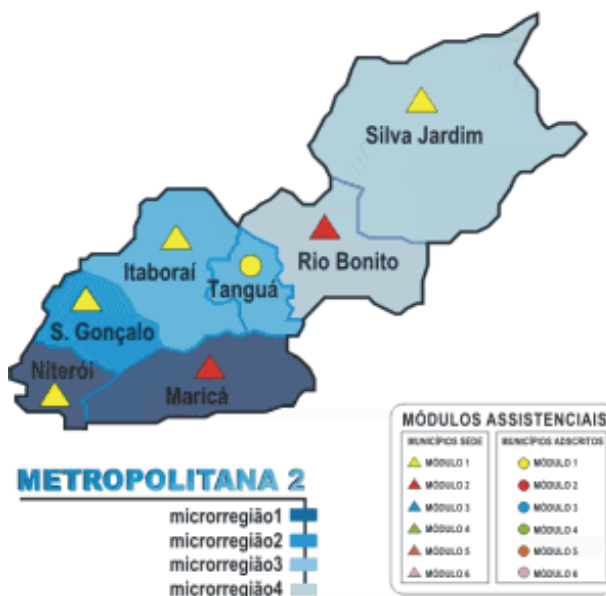 Silva Jardim
Rio Bonito
Itaboraí
Tanguá
S. Gonçalo
Niterói
Maricá
METROPOLITANA 2
microrregião1
microrregião2
microrregião3
microrregião4
MÓDULOS ASSISTENCIAIS
MUNICÍPIOS SEDE
MÓDULO 1
MÓDULO 2
MÓDULO 3
MÓDULO 4
MÓDULO 5
MÓDULO 6
MUNICÍPIOS ADSCRITOS
MÓDULO 1
MÓDULO 2
MÓDULO 3
MÓDULO 4
MÓDULO 5
MÓDULO 6